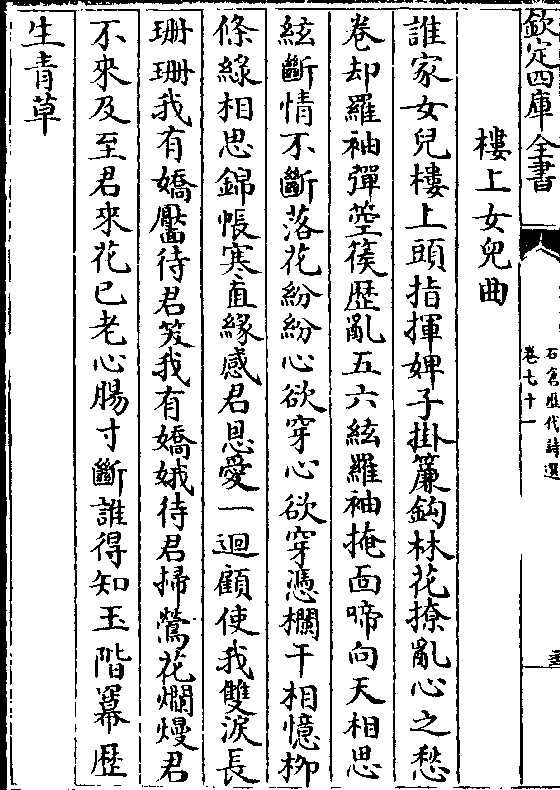 欽定四庫全書
石倉歴代詩選
卷七十一
樓上女兒曲
誰家女兒樓上頭指揮婢子掛簾鈎林花撩亂心之愁
卷却羅袖彈箜篌歴亂五六絃羅袖掩面啼向天相思
絃斷情不斷落花紛紛心欲穿心欲穿憑欄干相憶栁
條緑相思錦帳寒直緣感君恩愛一迴顧使我雙淚長
珊珊我有嬌靨待君笑我有嬌娥待君掃鶯花爛熳君
不來及至君來花已老心腸寸斷誰得知玉階冪歴
生青草